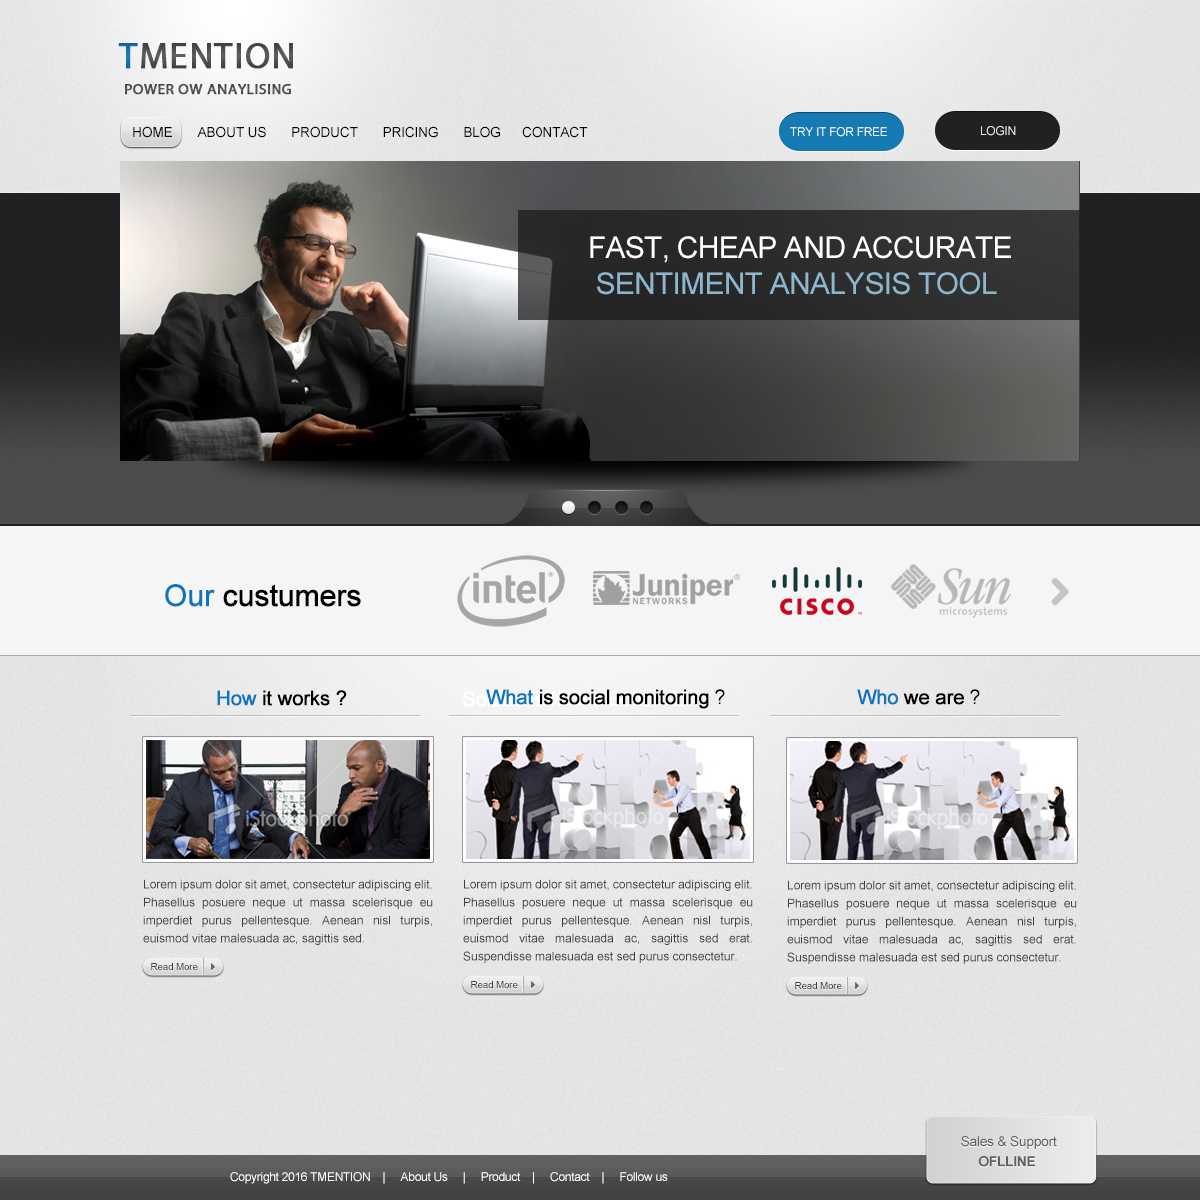 TMENTION
POWER OW ANAYLISING
HOME ABOUT US PRODUCT PRICING BLOG CONTACT
TRY IT FOR FREE
LOGIN
FAST, CHEAP AND ACCURATE
SENTIMENT ANALYSIS TOOL
Our custumers
intel®
Juniper®
NETWORKS
CISCO™
Sun
microsystems
How it works ?
What is social monitoring ?
Who we are ?
iStockphoto
iStockphoto
iStockphoto
Lorem ipsum dolor sit amet, consectetur adipiscing elit.
Phasellus posuere neque ut massa scelerisque eu
imperdiet purus pellentesque. Aenean nisl turpis,
euismod vitae malesuada ac, sagittis sed.
Read More
Lorem ipsum dolor sit amet, consectetur adipiscing elit.
Phasellus posuere neque ut massa scelerisque eu
imperdiet purus pellentesque. Aenean nisl turpis,
euismod vitae malesuada ac, sagittis sed erat.
Suspendisse malesuada est sed purus consectetur.
Read More
Lorem ipsum dolor sit amet, consectetur adipiscing elit.
Phasellus posuere neque ut massa scelerisque eu
imperdiet purus pellentesque. Aenean nisl turpis,
euismod vitae malesuada ac, sagittis sed erat.
Suspendisse malesuada est sed purus consectetur.
Read More
Sales & Support
OFLLINE
Copyright 2016 TMENTION | About Us | Product | Contact | Follow us